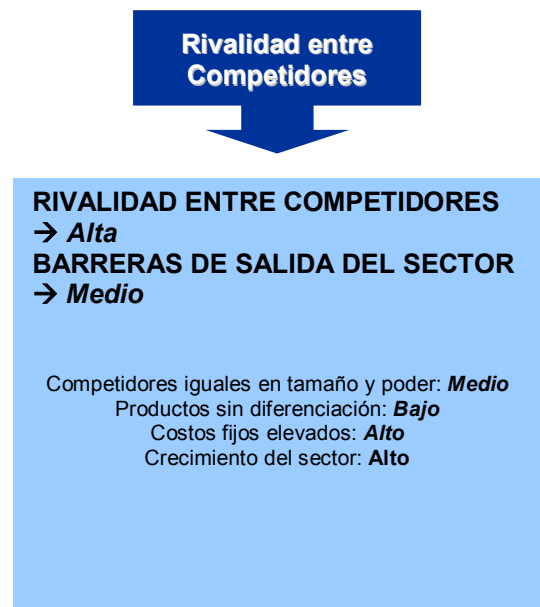 Rivalidad entre
Competidores
RIVALIDAD ENTRE COMPETIDORES
→ Alta
BARRERAS DE SALIDA DEL SECTOR
→ Medio
Competidores iguales en tamaño y poder: Medio
Productos sin diferenciación: Bajo
Costos fijos elevados: Alto
Crecimiento del sector: Alto